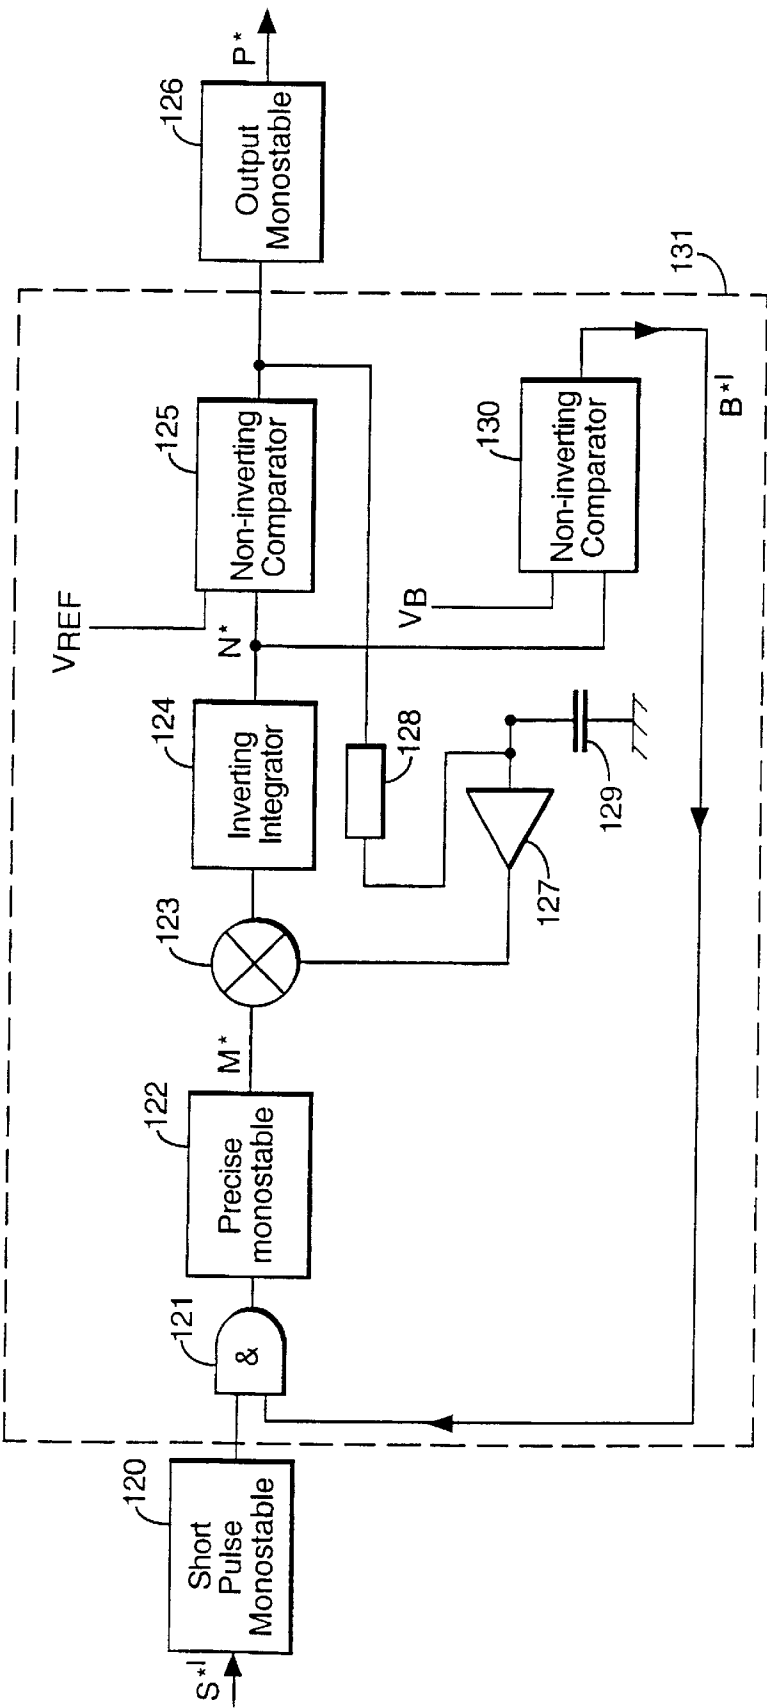 S*I
120
Short
Pulse
Monostable
121
&
122
Precise
monostable
M*
123
124
Inverting
Integrator
N*
VREF
125
Non-inverting
Comparator
126
Output
Monostable
P*
127
128
129
VB
130
Non-inverting
Comparator
B*I
131